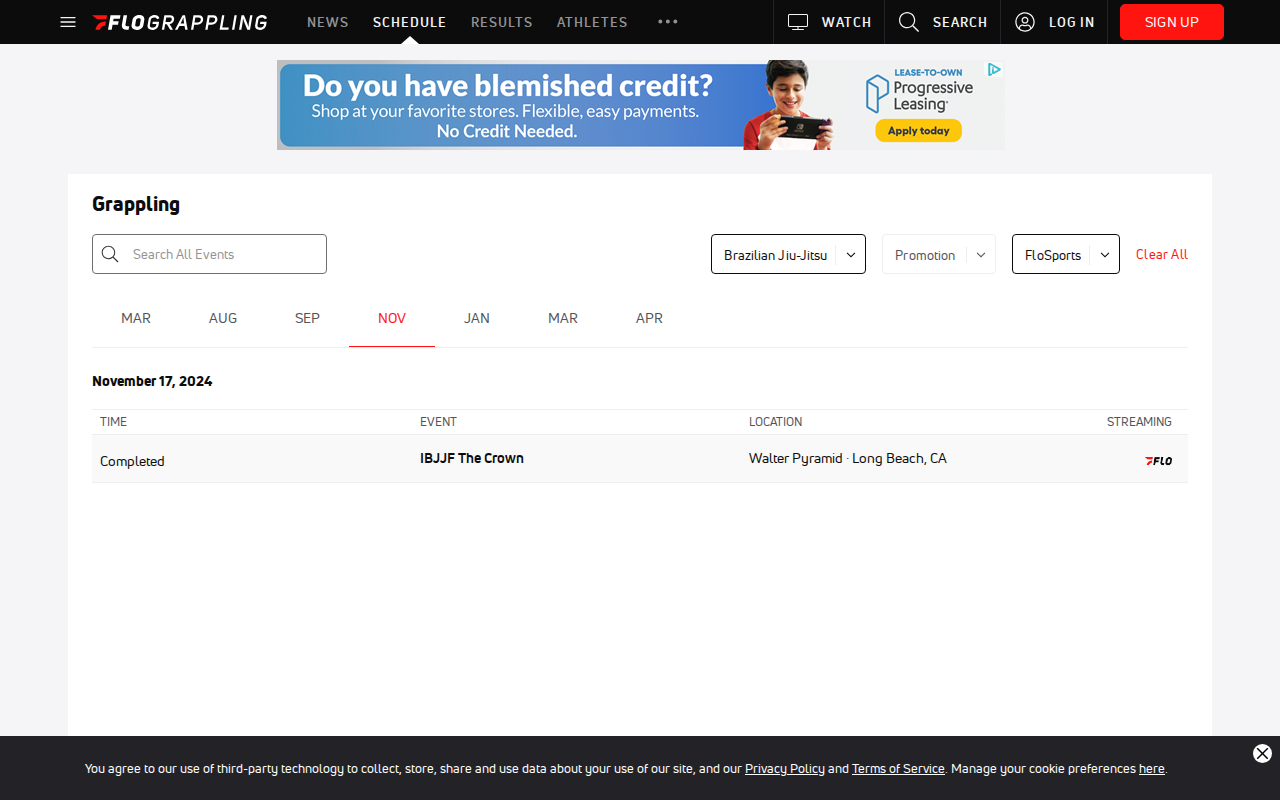 FLOGRAPPLING NEWS SCHEDULE RESULTS ATHLETES WATCH SEARCH LOG IN SIGN UP
Do you have blemished credit?
Shop at your favorite stores. Flexible, easy payments.
No Credit Needed.
LEASE-TO-OWN
Progressive
Leasing
Apply today
Grappling
Search All Events
Brazilian Jiu-Jitsu
Promotion
FloSports
Clear All
MAR AUG SEP NOV JAN MAR APR
November 17, 2024
TIME EVENT LOCATION STREAMING
Completed IBJJF The Crown Walter Pyramid · Long Beach, CA FLO
You agree to our use of third-party technology to collect, store, share and use data about your use of our site, and our Privacy Policy and Terms of Service. Manage your cookie preferences here.